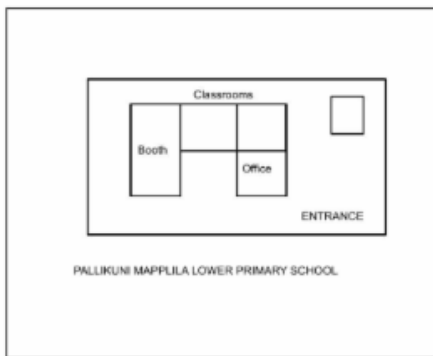 Classrooms
Booth
Office
ENTRANCE
PALLIKUNI MAPPLILA LOWER PRIMARY SCHOOL